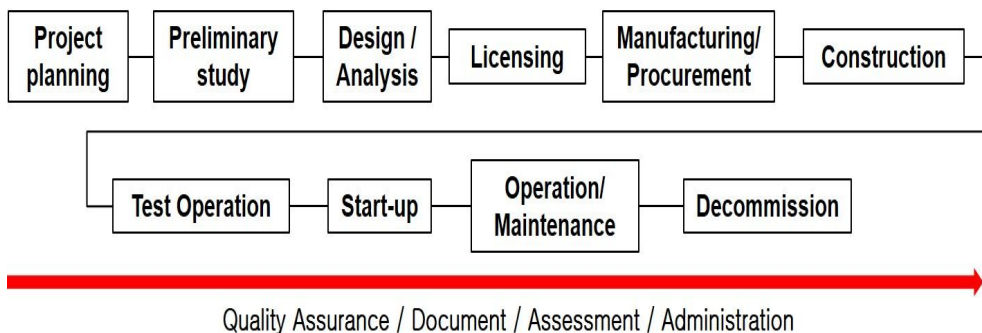 Project
planning
Preliminary
study
Design /
Analysis
Licensing
Manufacturing/
Procurement
Construction
Test Operation
Start-up
Operation/
Maintenance
Decommission
Quality Assurance / Document / Assessment / Administration